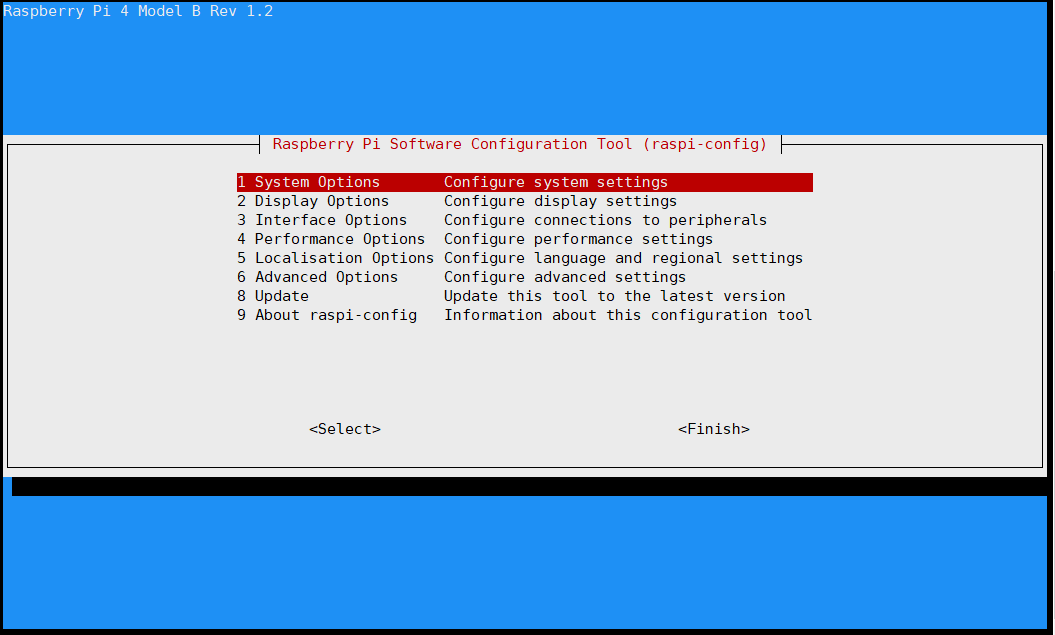 Raspberry Pi 4 Model B Rev 1.2
Raspberry Pi Software Configuration Tool (raspi-config)
1 System Options Configure system settings
2 Display Options Configure display settings
3 Interface Options Configure connections to peripherals
4 Performance Options Configure performance settings
5 Localisation Options Configure language and regional settings
6 Advanced Options Configure advanced settings
8 Update Update this tool to the latest version
9 About raspi-config Information about this configuration tool
<Select> <Finish>